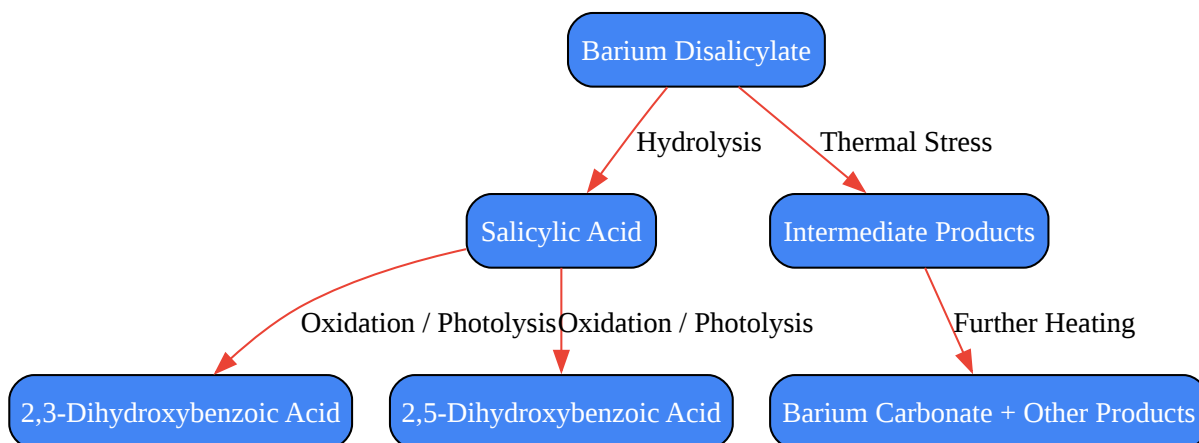 Barium Disalicylate
Hydrolysis
Thermal Stress
Salicylic Acid
Intermediate Products
Oxidation / Photolysis
Oxidation / Photolysis
Further Heating
2,3-Dihydroxybenzoic Acid
2,5-Dihydroxybenzoic Acid
Barium Carbonate + Other Products